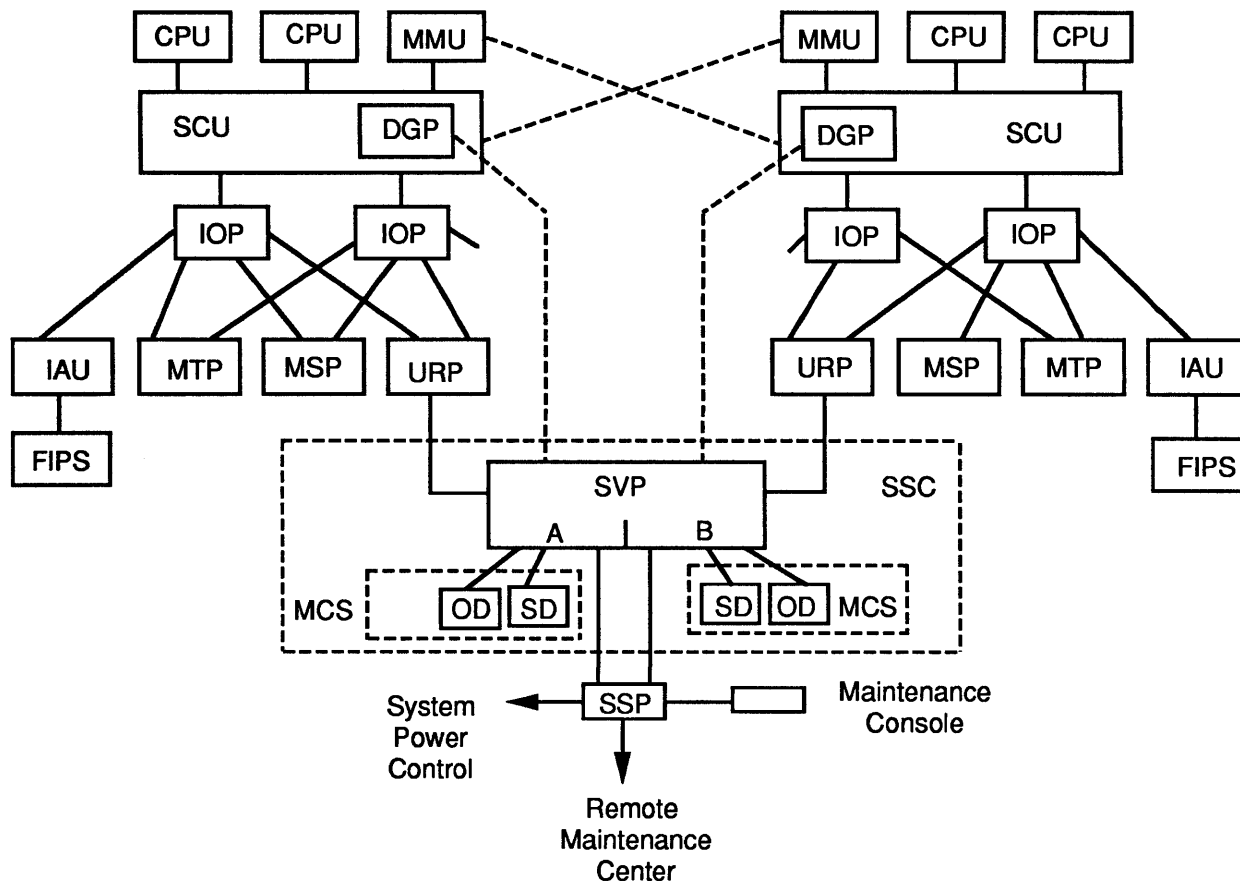 CPU CPU MMU MMU CPU CPU
SCU DGP DGP SCU
IOP IOP IOP IOP
IAU MTP MSP URP URP MSP MTP IAU
FIPS FIPS
SVP SSC
A B
MCS OD SD SD OD MCS
SSP
System
Power
Control
Maintenance
Console
Remote
Maintenance
Center